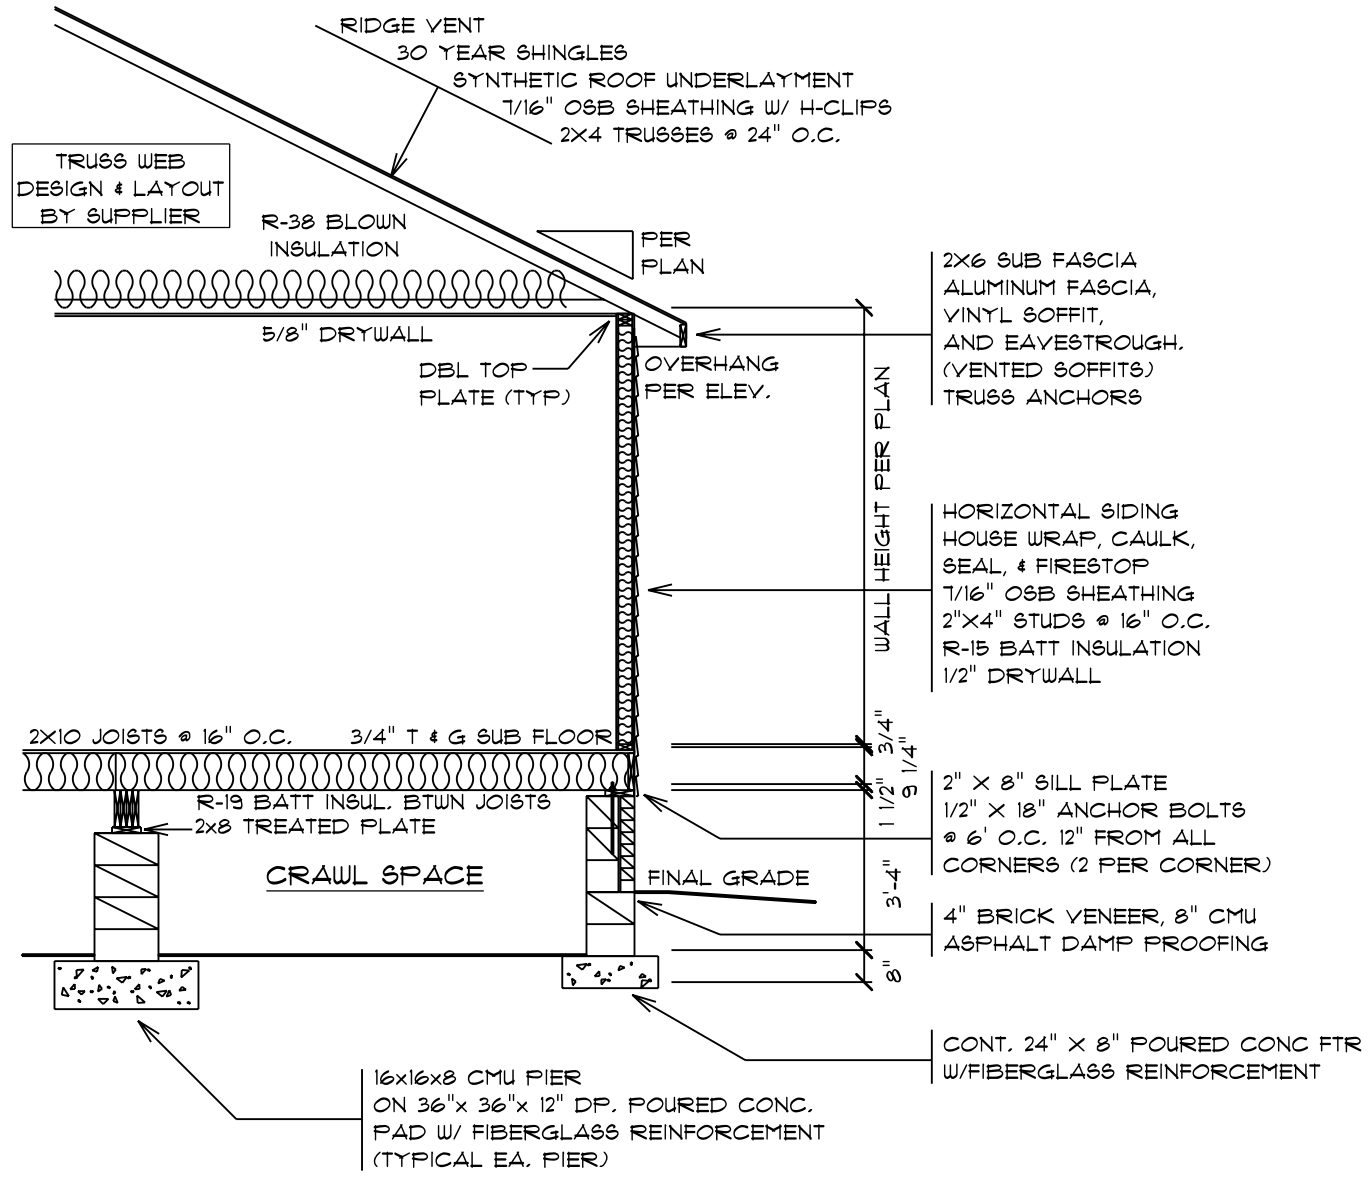 RIDGE VENT
30 YEAR SHINGLES
SYNTHETIC ROOF UNDERLAYMENT
7/16" OSB SHEATHING W/ H-CLIPS
2X4 TRUSSES @ 24" O.C.
TRUSS WEB
DESIGN & LAYOUT
BY SUPPLIER
R-38 BLOWN
INSULATION
PER
PLAN
5/8" DRYWALL
DBL TOP
PLATE (TYP.)
OVERHANG
PER ELEV.
2X6 SUB FASCIA
ALUMINUM FASCIA,
VINYL SOFFIT,
AND EAVESTROUGH.
(VENTED SOFFITS)
TRUSS ANCHORS
WALL HEIGHT PER PLAN
HORIZONTAL SIDING
HOUSE WRAP, CAULK,
SEAL, & FIRESTOP
7/16" OSB SHEATHING
2"X4" STUDS @ 16" O.C.
R-15 BATT INSULATION
1/2" DRYWALL
2X10 JOISTS @ 16" O.C.
3/4" T & G SUB FLOOR
3/4"
9 1/4"
1 1/2"
R-19 BATT INSUL. BTWN JOISTS
2x8 TREATED PLATE
2" X 8" SILL PLATE
1/2" X 18" ANCHOR BOLTS
@ 6' O.C. 12" FROM ALL
CORNERS (2 PER CORNER)
CRAWL SPACE
FINAL GRADE
3'-4"
4" BRICK VENEER, 8" CMU
ASPHALT DAMP PROOFING
8"
CONT. 24" X 8" POURED CONC FTR
W/FIBERGLASS REINFORCEMENT
16x16x8 CMU PIER
ON 36"x 36"x 12" DP. POURED CONC.
PAD W/ FIBERGLASS REINFORCEMENT
(TYPICAL EA. PIER)